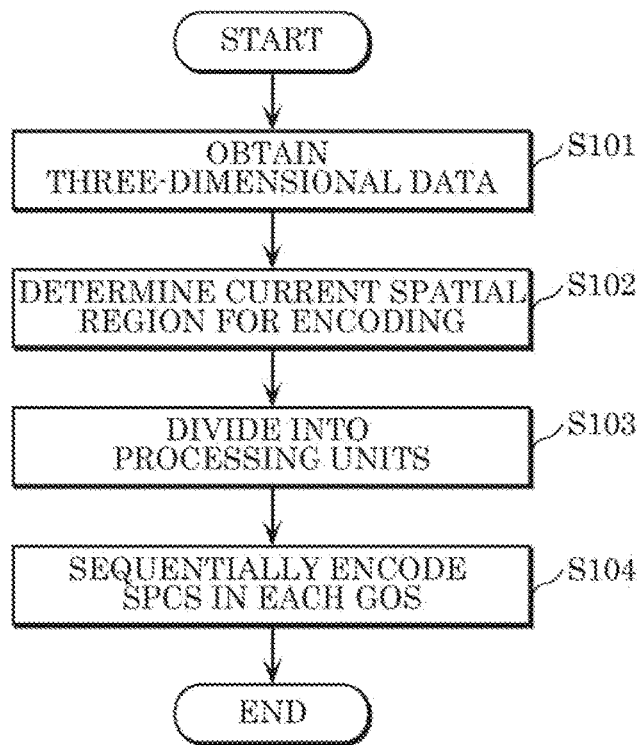 START
OBTAIN
THREE-DIMENSIONAL DATA
S101
DETERMINE CURRENT SPATIAL
REGION FOR ENCODING
S102
DIVIDE INTO
PROCESSING UNITS
S103
SEQUENTIALLY ENCODE
SPCS IN EACH GOS
S104
END